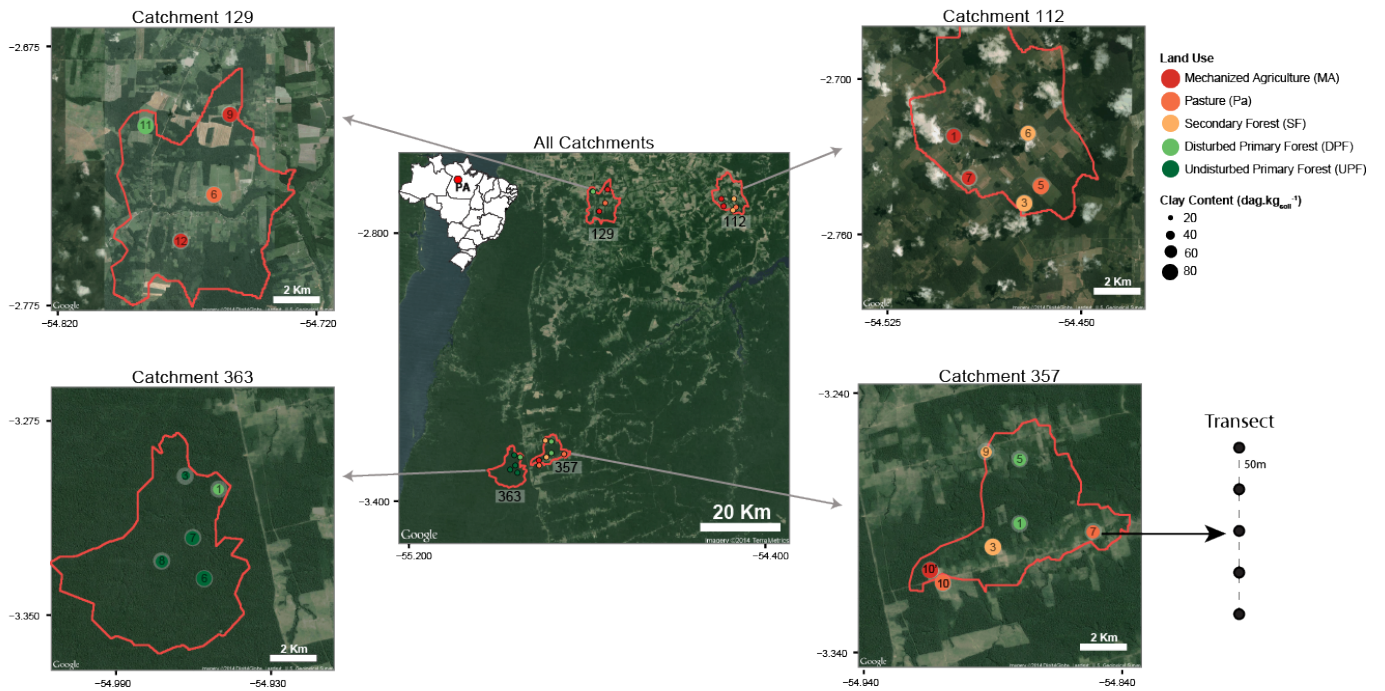 Catchment 129
−2.675
11
9
6
12
Google
2 Km
−2.775
−54.820
−54.720
All Catchments
PA
129
112
−2.800
357
363
20 Km
−3.400
Google
Imagery ©2014 TerraMetrics
−55.200
−54.400
Catchment 112
−2.700
1
6
7
5
3
−2.760
Google
2 Km
−54.525
−54.450
Land Use
Mechanized Agriculture (MA)
Pasture (Pa)
Secondary Forest (SF)
Disturbed Primary Forest (DPF)
Undisturbed Primary Forest (UPF)
Clay Content (dag.kgsoil-1)
20
40
60
80
Catchment 363
−3.275
1
7
8
6
−3.350
Google
2 Km
−54.990
−54.930
Catchment 357
−3.240
9
5
1
7
3
10'
10
2 Km
−3.340
Google
−54.940
−54.840
Transect
50m